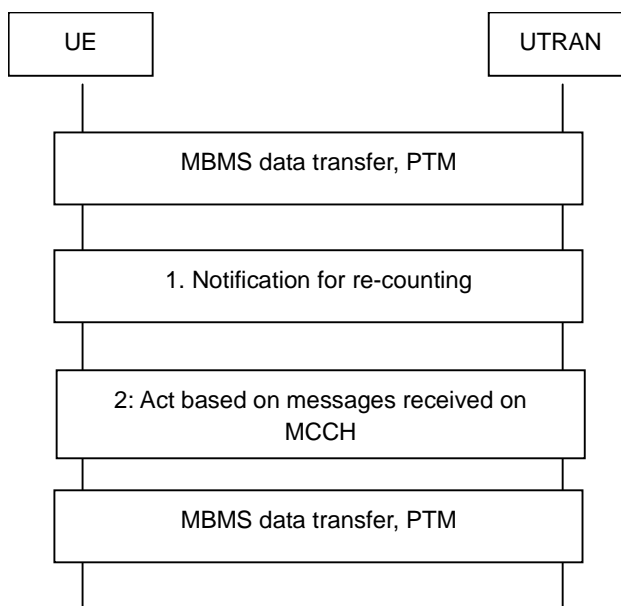 UE
UTRAN
MBMS data transfer, PTM
1. Notification for re-counting
2: Act based on messages received on
MCCH
MBMS data transfer, PTM